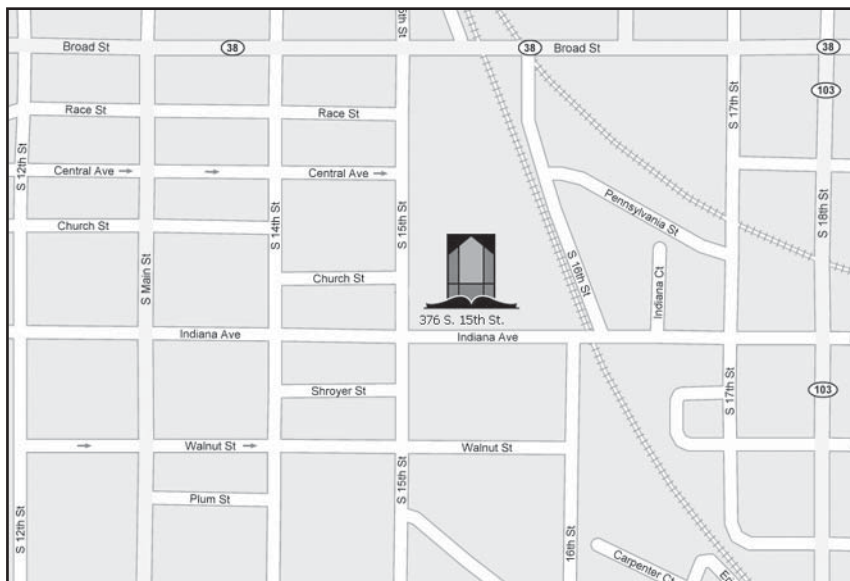 S 15th St
Broad St
38
38
Broad St
38
103
S 17th St
Race St
Race St
S 12th St
Central Ave
Central Ave
Pennsylvania St
Church St
S 14th St
S 15th St
S 18th St
S Main St
Church St
S 16th St
Indiana Ct
376 S. 15th St.
Indiana Ave
Indiana Ave
Shroyer St
S 17th St
103
Walnut St
Walnut St
Plum St
S 15th St
S 12th St
16th St
Carpenter Ct